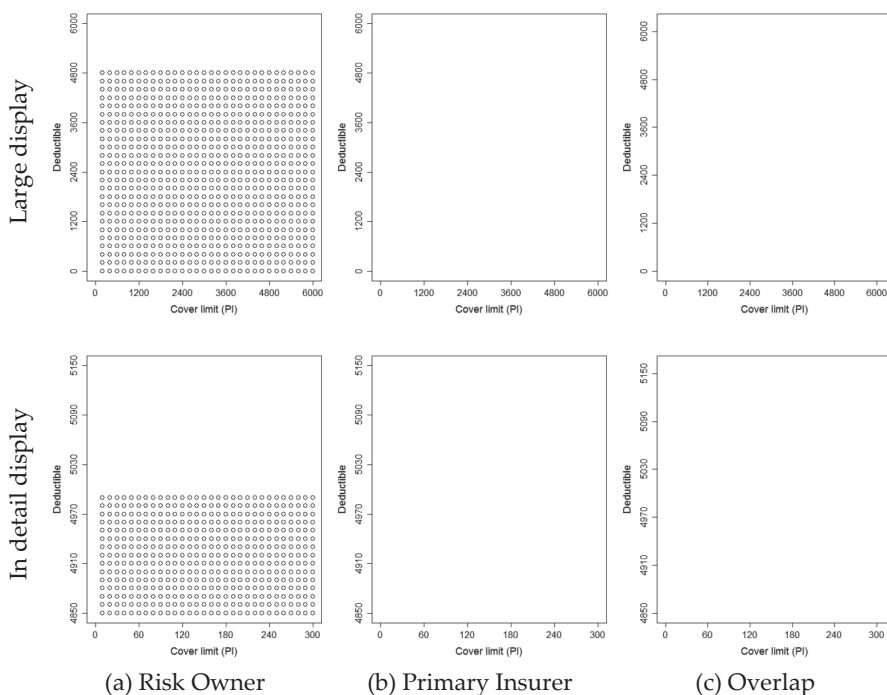 Large display
6000
4800
3600
2400
1200
0
Deductible
0 1200 2400 3600 4800 6000
Cover limit (PI)
6000
4800
3600
2400
1200
0
Deductible
0 1200 2400 3600 4800 6000
Cover limit (PI)
6000
4800
3600
2400
1200
0
Deductible
0 1200 2400 3600 4800 6000
Cover limit (PI)
In detail display
5150
5090
5030
4970
4910
4850
Deductible
0 60 120 180 240 300
Cover limit (PI)
5150
5090
5030
4970
4910
4850
Deductible
0 60 120 180 240 300
Cover limit (PI)
5150
5090
5030
4970
4910
4850
Deductible
0 60 120 180 240 300
Cover limit (PI)
(a) Risk Owner
(b) Primary Insurer
(c) Overlap